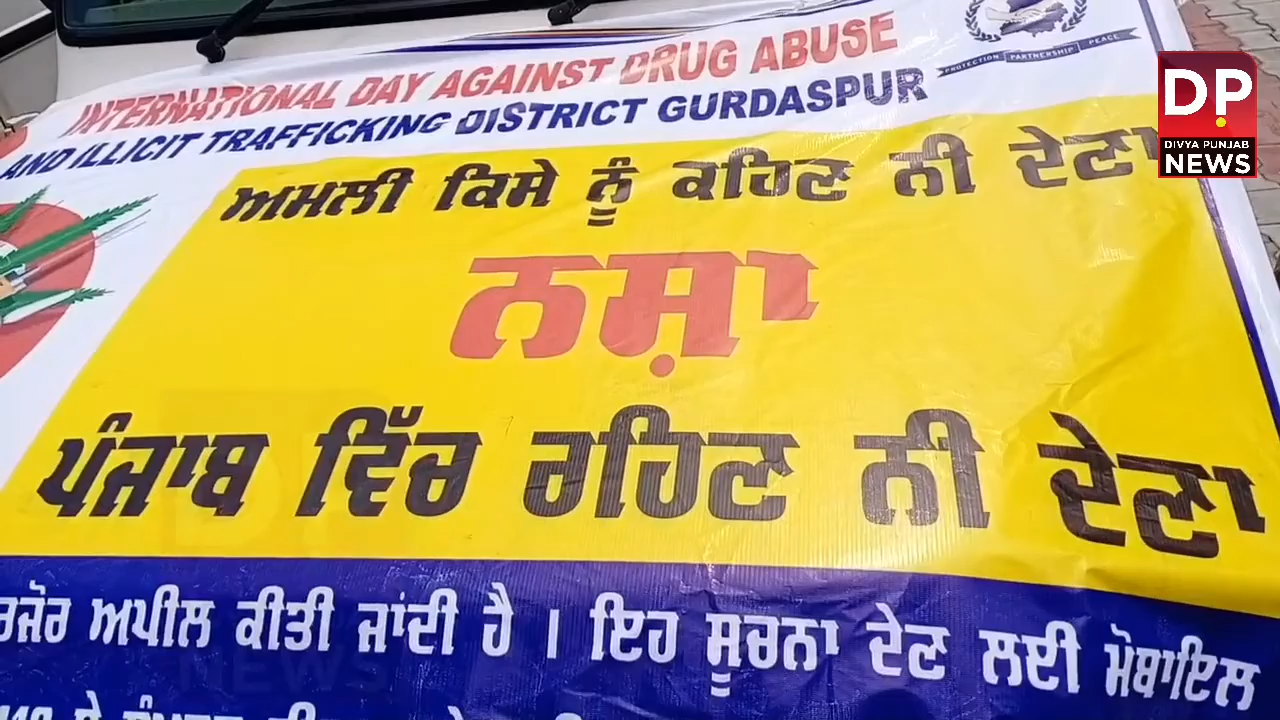 INTERNATIONAL DAY AGAINST DRUG ABUSE
AND ILLICIT TRAFFICKING DISTRICT GURDASPUR
PROTECTION PARTNERSHIP PEACE
DP
DIVYA PUNJAB
NEWS
ਅਮਲੀ ਕਿਸੇ ਨੂੰ ਕਹਿਣ ਨੀ ਦੇਣਾ
ਨਸ਼ਾ
ਪੰਜਾਬ ਵਿੱਚ ਰਹਿਣ ਨੀ ਦੇਣਾ
ਰਜੋਰ ਅਪੀਲ ਕੀਤੀ ਜਾਂਦੀ ਹੈ । ਇਹ ਸੂਚਨਾ ਦੇਣ ਲਈ ਮੋਬਾਇਲ